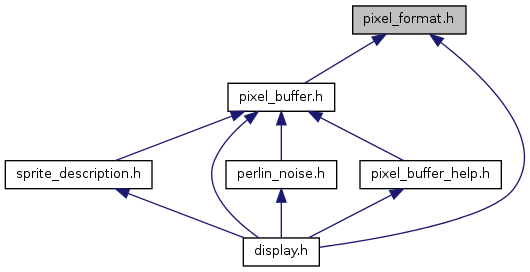 pixel_format.h
pixel_buffer.h
sprite_description.h
perlin_noise.h
pixel_buffer_help.h
display.h